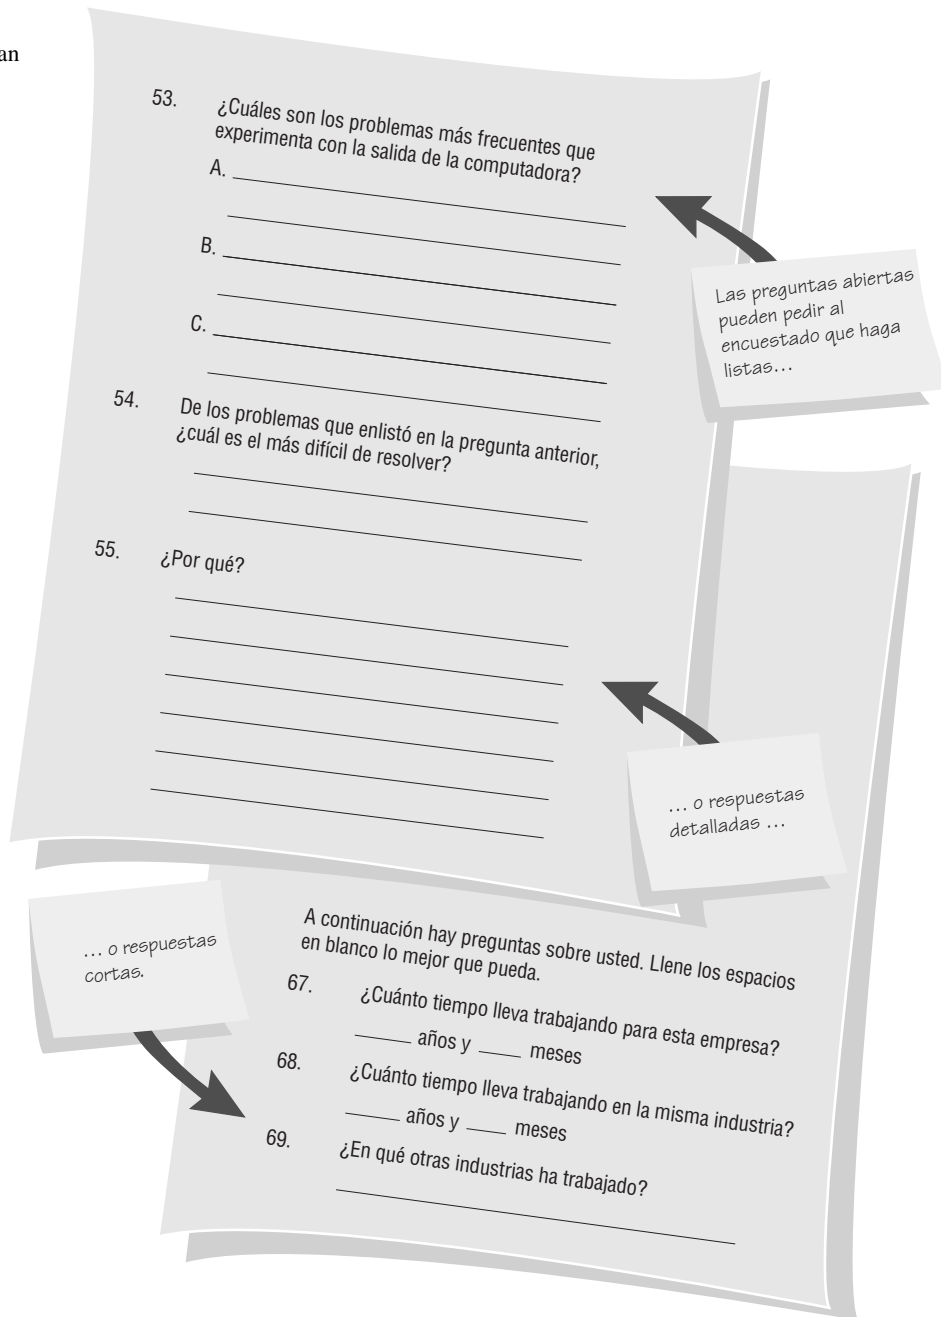 an
53. ¿Cuáles son los problemas más frecuentes que
experimenta con la salida de la computadora?
A.
B.
C.
Las preguntas abiertas
pueden pedir al
encuestado que haga
listas…
54. De los problemas que enlistó en la pregunta anterior,
¿cuál es el más difícil de resolver?
55. ¿Por qué?
… o respuestas
detalladas …
… o respuestas
cortas.
A continuación hay preguntas sobre usted. Llene los espacios
en blanco lo mejor que pueda.
67. ¿Cuánto tiempo lleva trabajando para esta empresa?
_____ años y ____ meses
68. ¿Cuánto tiempo lleva trabajando en la misma industria?
_____ años y ____ meses
69. ¿En qué otras industrias ha trabajado?